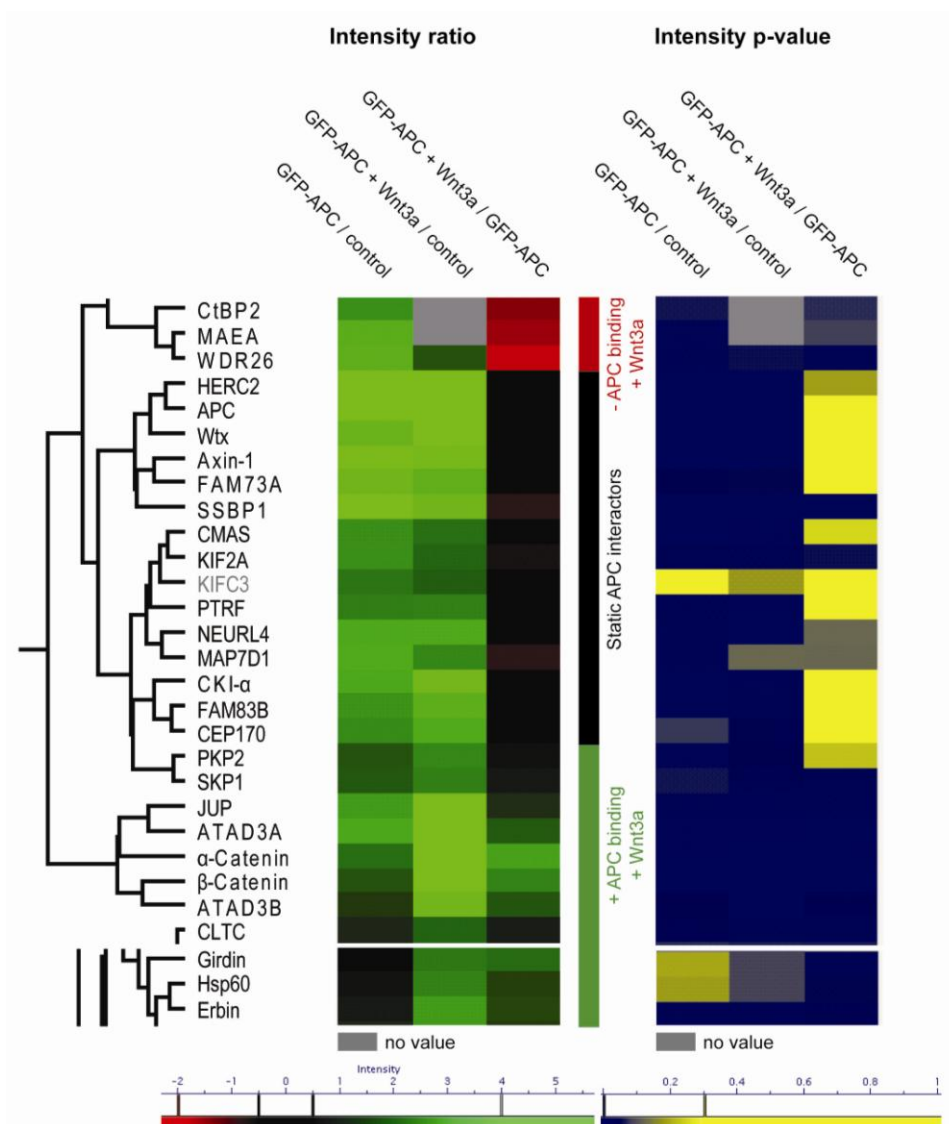 Intensity ratio
Intensity p-value
GFP-APC / control
GFP-APC + Wnt3a / control
GFP-APC + Wnt3a / GFP-APC
GFP-APC / control
GFP-APC + Wnt3a / control
GFP-APC + Wnt3a / GFP-APC
CtBP2
MAEA
WDR26
HERC2
APC
Wtx
Axin-1
FAM73A
SSBP1
CMAS
KIF2A
KIFC3
PTRF
NEURL4
MAP7D1
CKI-α
FAM83B
CEP170
PKP2
SKP1
JUP
ATAD3A
α-Catenin
β-Catenin
ATAD3B
CLTC
Girdin
Hsp60
Erbin
- APC binding
+ Wnt3a
Static APC interactors
+ APC binding
+ Wnt3a
no value
no value
Intensity
-2 -1 0 1 2 3 4 5
0.2 0.4 0.6 0.8 1